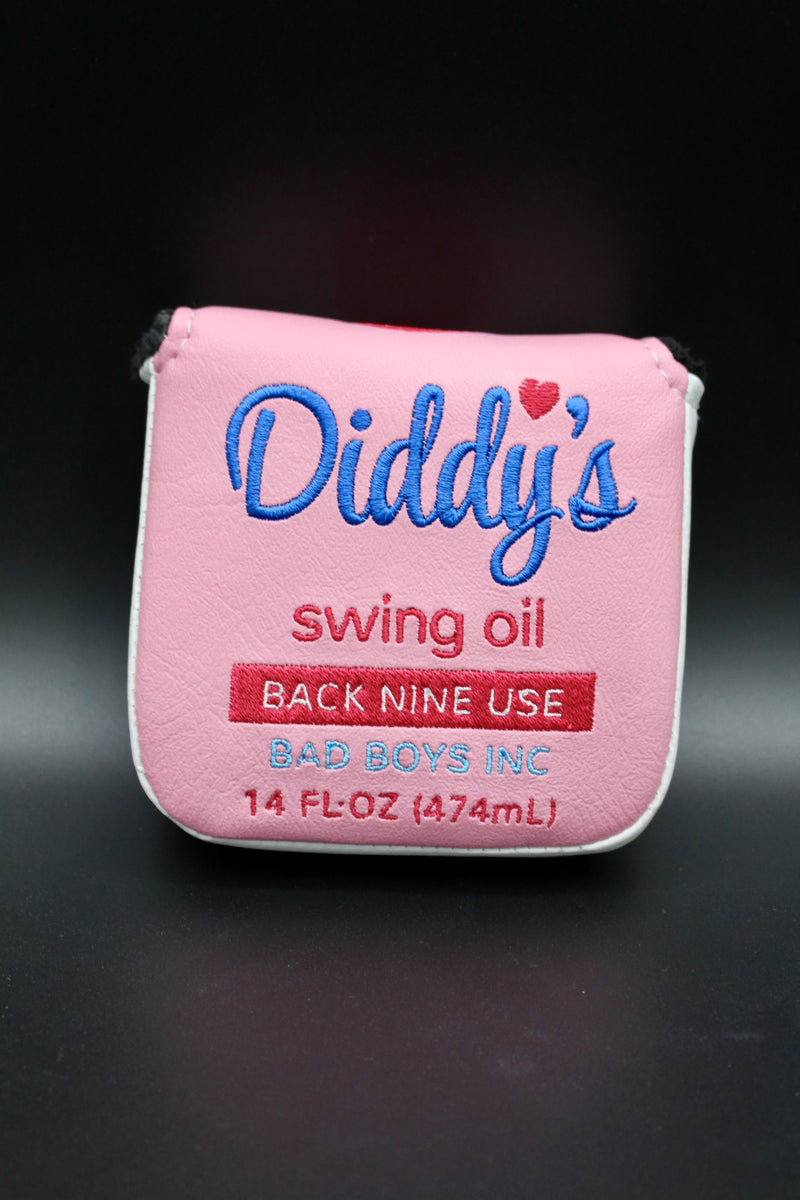 Diddy's
swing oil
BACK NINE USE
BAD BOYS INC
14 FL·OZ (474mL)